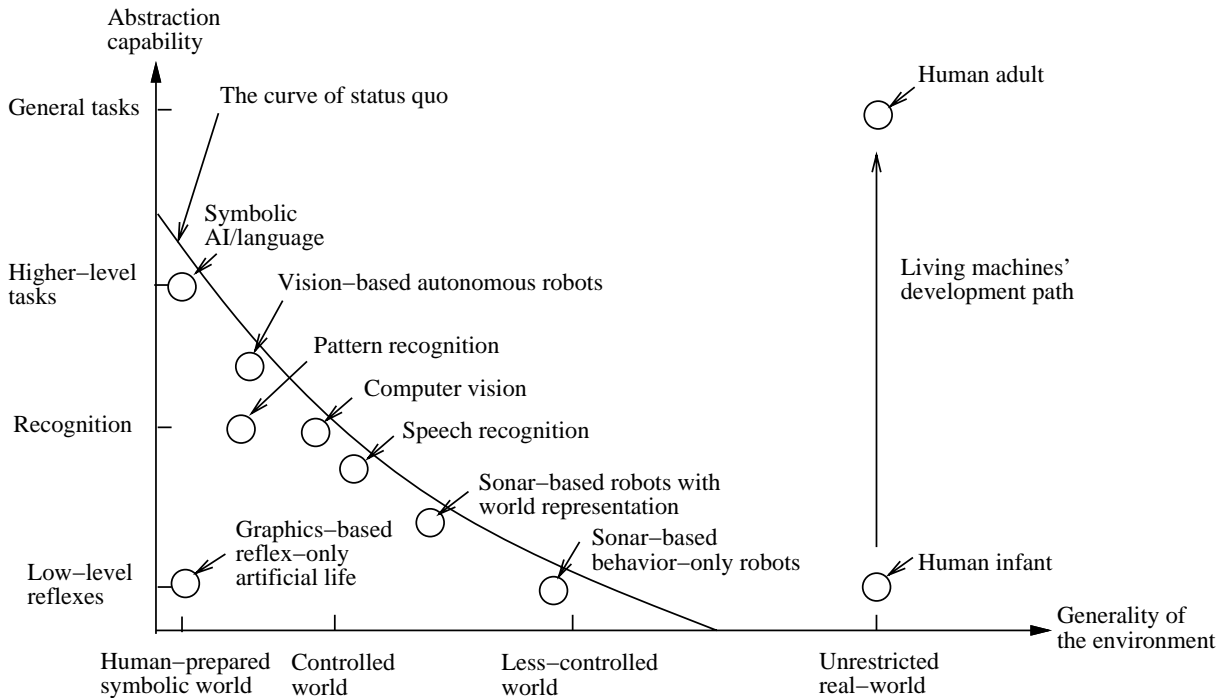 Abstraction
capability
General tasks
The curve of status quo
Human adult
Symbolic
AI/language
Higher−level
tasks
Vision−based autonomous robots
Living machines’
development path
Pattern recognition
Computer vision
Recognition
Speech recognition
Sonar−based robots with
world representation
Graphics−based
reflex−only
artificial life
Sonar−based
behavior−only robots
Low−level
reflexes
Human infant
Generality of
the environment
Human−prepared
symbolic world
Controlled
world
Less−controlled
world
Unrestricted
real−world